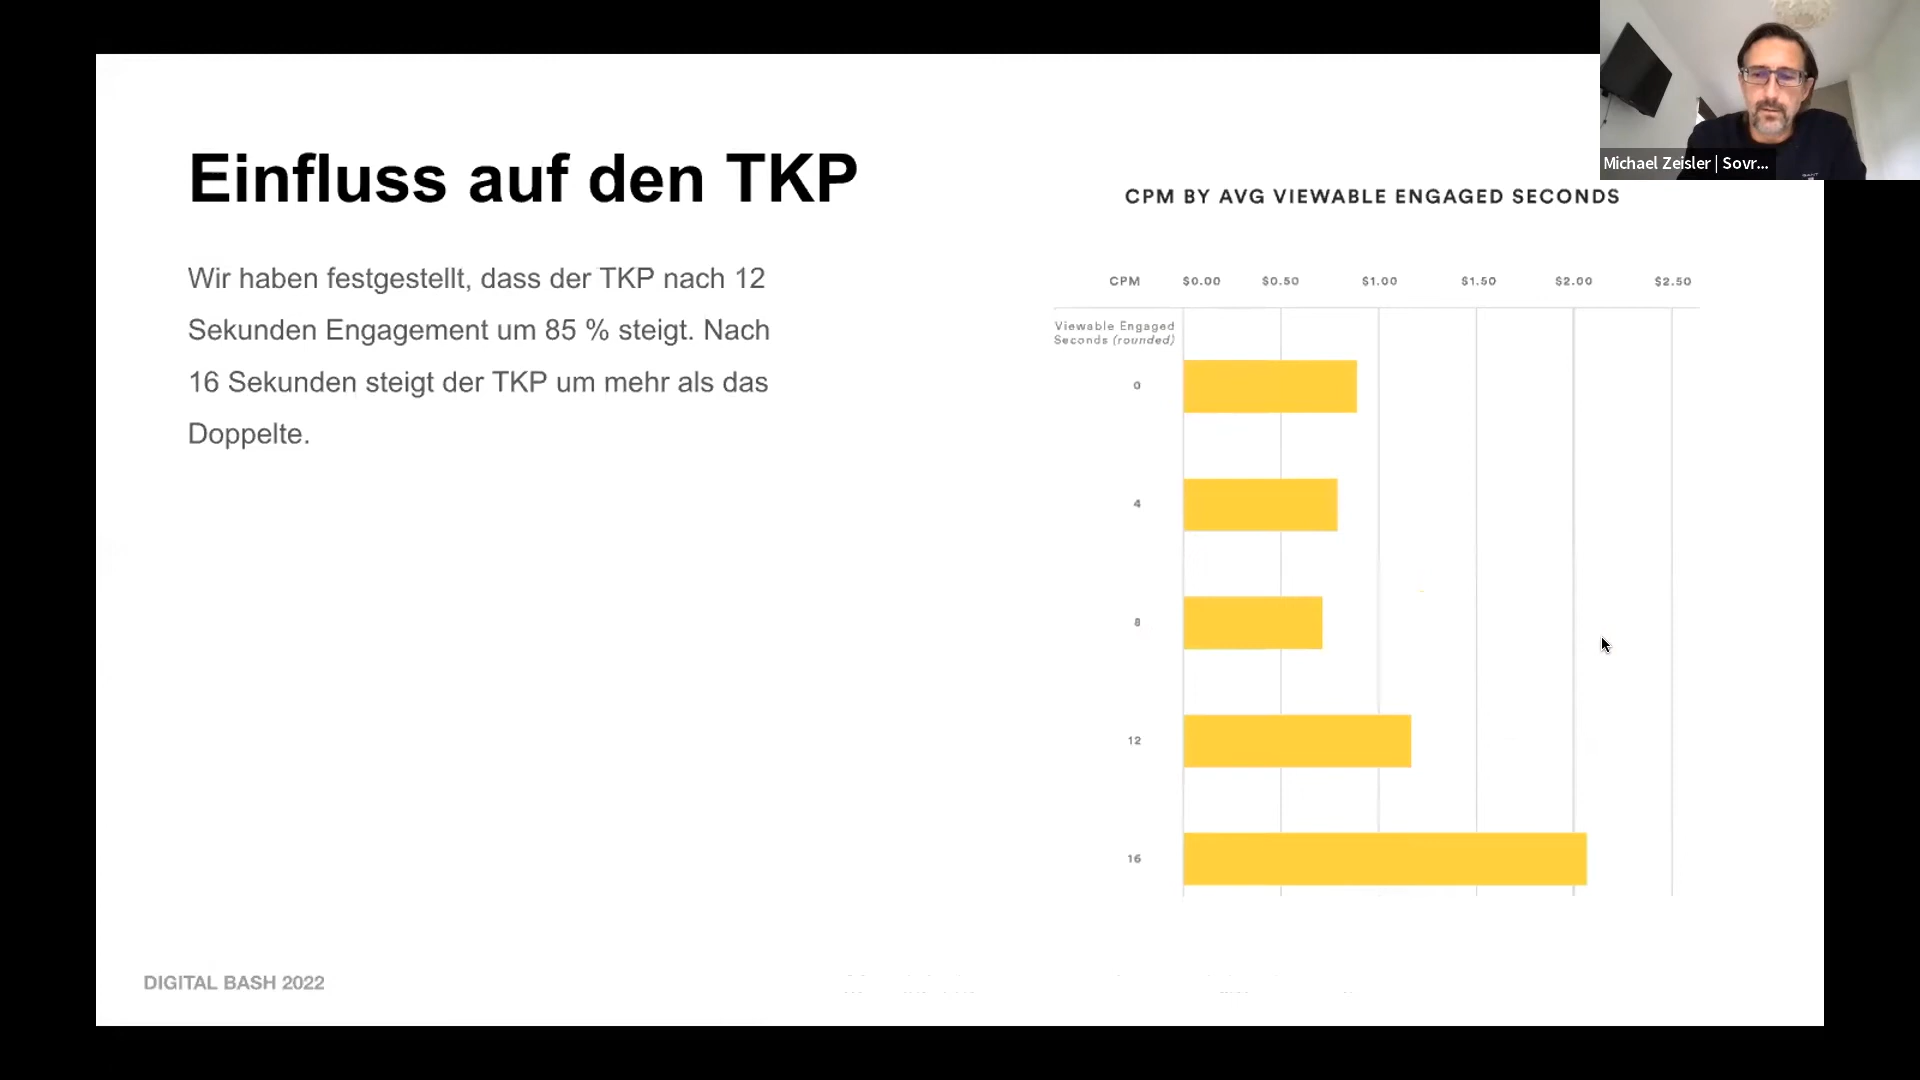 Michael Zeisler | Sovr...
Einfluss auf den TKP
Wir haben festgestellt, dass der TKP nach 12
Sekunden Engagement um 85 % steigt. Nach
16 Sekunden steigt der TKP um mehr als das
Doppelte.
CPM BY AVG VIEWABLE ENGAGED SECONDS
CPM $0.00 $0.50 $1.00 $1.50 $2.00 $2.50
Viewable Engaged
Seconds (rounded)
0
4
8
12
16
DIGITAL BASH 2022